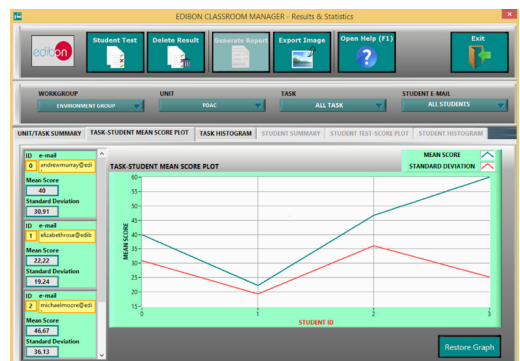 EDIBON CLASSROOM MANAGER - Results & Statistics
edibon
Student Test
Delete Result
Generate Report
Export Image
Open Help (F1)
Exit
WORKGROUP
UNIT
TASK
STUDENT E-MAIL
ENVIRONMENT GROUP
PDAC
ALL TASK
ALL STUDENTS
UNIT/TASK SUMMARY
TASK-STUDENT MEAN SCORE PLOT
TASK HISTOGRAM
STUDENT SUMMARY
STUDENT TEST-SCORE PLOT
STUDENT HISTOGRAM
ID e-mail
0 andrewmurray@edi
Mean Score
40
Standard Deviation
30,91
ID e-mail
1 elizabethrose@edib
Mean Score
22,22
Standard Deviation
19,24
ID e-mail
2 michaelmoore@edi
Mean Score
46,67
Standard Deviation
36,13
TASK-STUDENT MEAN SCORE PLOT
MEAN SCORE
STANDARD DEVIATION
MEAN SCORE
60
55
50
45
40
35
30
25
20
15
0
1
2
3
STUDENT ID
Restore Graph